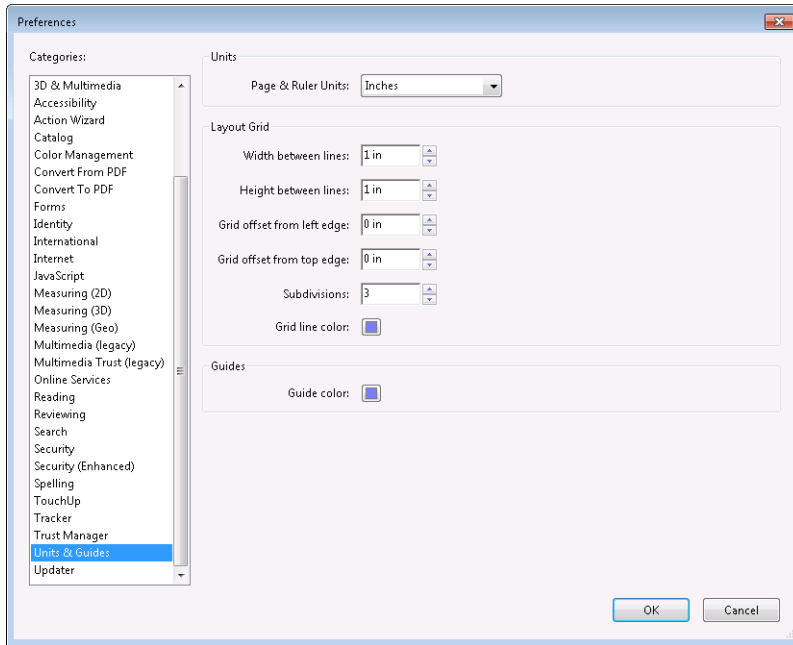 Preferences
Categories:
3D & Multimedia
Accessibility
Action Wizard
Catalog
Color Management
Convert From PDF
Convert To PDF
Forms
Identity
International
Internet
JavaScript
Measuring (2D)
Measuring (3D)
Measuring (Geo)
Multimedia (legacy)
Multimedia Trust (legacy)
Online Services
Reading
Reviewing
Search
Security
Security (Enhanced)
Spelling
TouchUp
Tracker
Trust Manager
Units & Guides
Updater
Units
Page & Ruler Units: Inches
Layout Grid
Width between lines: 1 in
Height between lines: 1 in
Grid offset from left edge: 0 in
Grid offset from top edge: 0 in
Subdivisions: 3
Grid line color:
Guides
Guide color:
OK Cancel